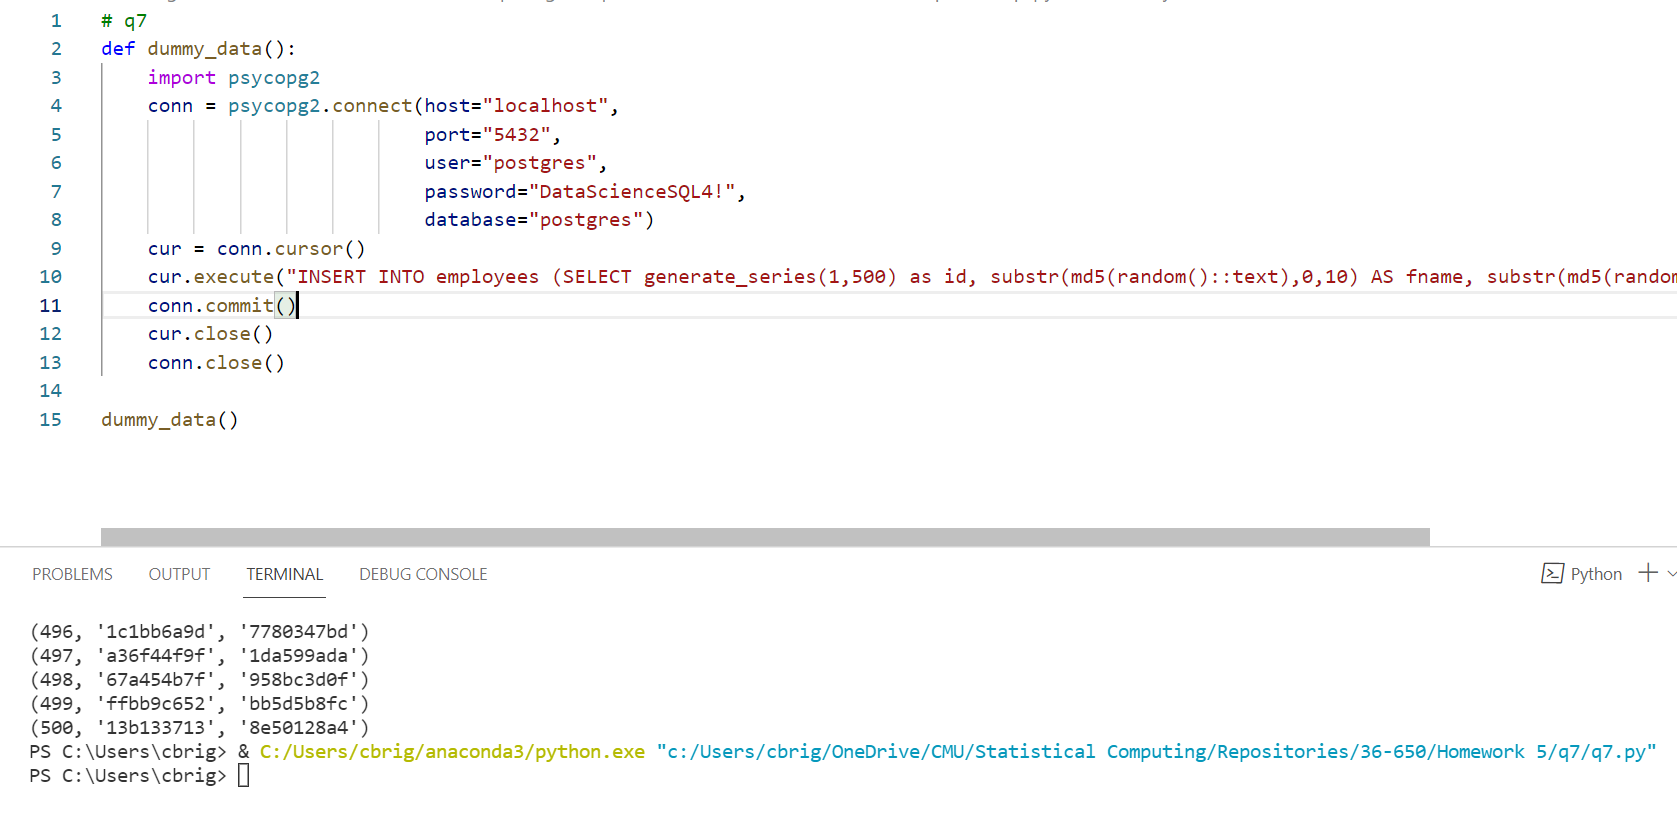 1 # q7
2 def dummy_data():
3 import psycopg2
4 conn = psycopg2.connect(host="localhost",
5 port="5432",
6 user="postgres",
7 password="DataScienceSQL4!",
8 database="postgres")
9 cur = conn.cursor()
10 cur.execute("INSERT INTO employees (SELECT generate_series(1,500) as id, substr(md5(random()::text),0,10) AS fname, substr(md5(random
11 conn.commit()
12 cur.close()
13 conn.close()
14
15 dummy_data()
PROBLEMS OUTPUT TERMINAL DEBUG CONSOLE Python
(496, '1c1bb6a9d', '7780347bd')
(497, 'a36f44f9f', '1da599ada')
(498, '67a454b7f', '958bc3d0f')
(499, 'ffbb9c652', 'bb5d5b8fc')
(500, '13b133713', '8e50128a4')
PS C:\Users\cbrig> & C:/Users/cbrig/anaconda3/python.exe "c:/Users/cbrig/OneDrive/CMU/Statistical Computing/Repositories/36-650/Homework 5/q7/q7.py"
PS C:\Users\cbrig>